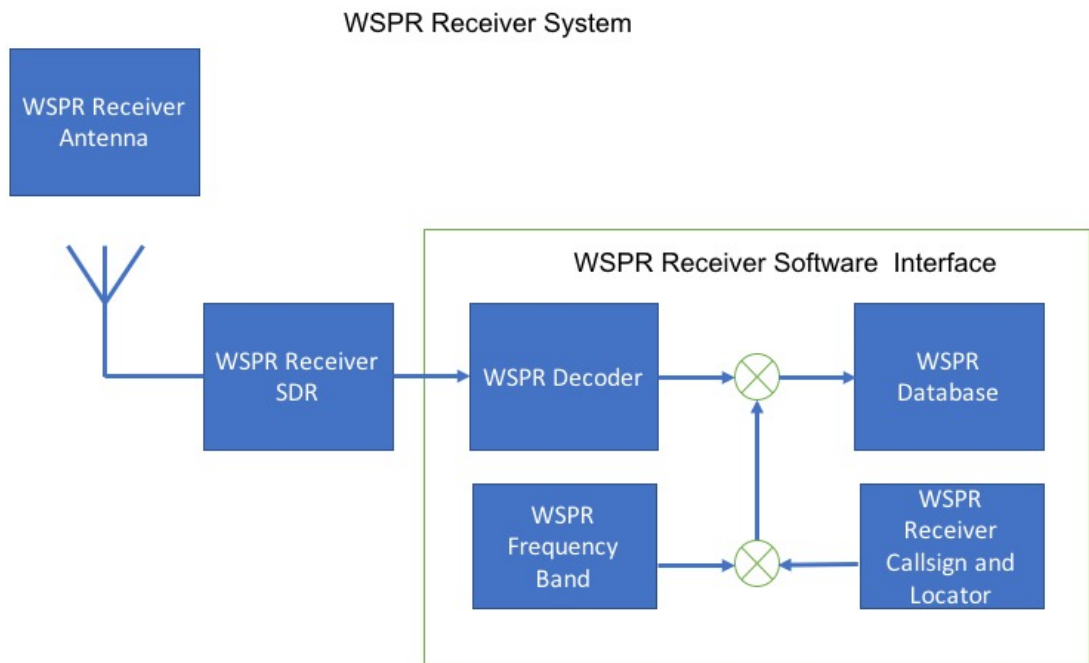 WSPR Receiver System
WSPR Receiver
Antenna
WSPR Receiver Software  Interface
WSPR Receiver
SDR
WSPR Decoder
WSPR
Database
WSPR
Frequency
Band
WSPR
Receiver
Callsign and
Locator